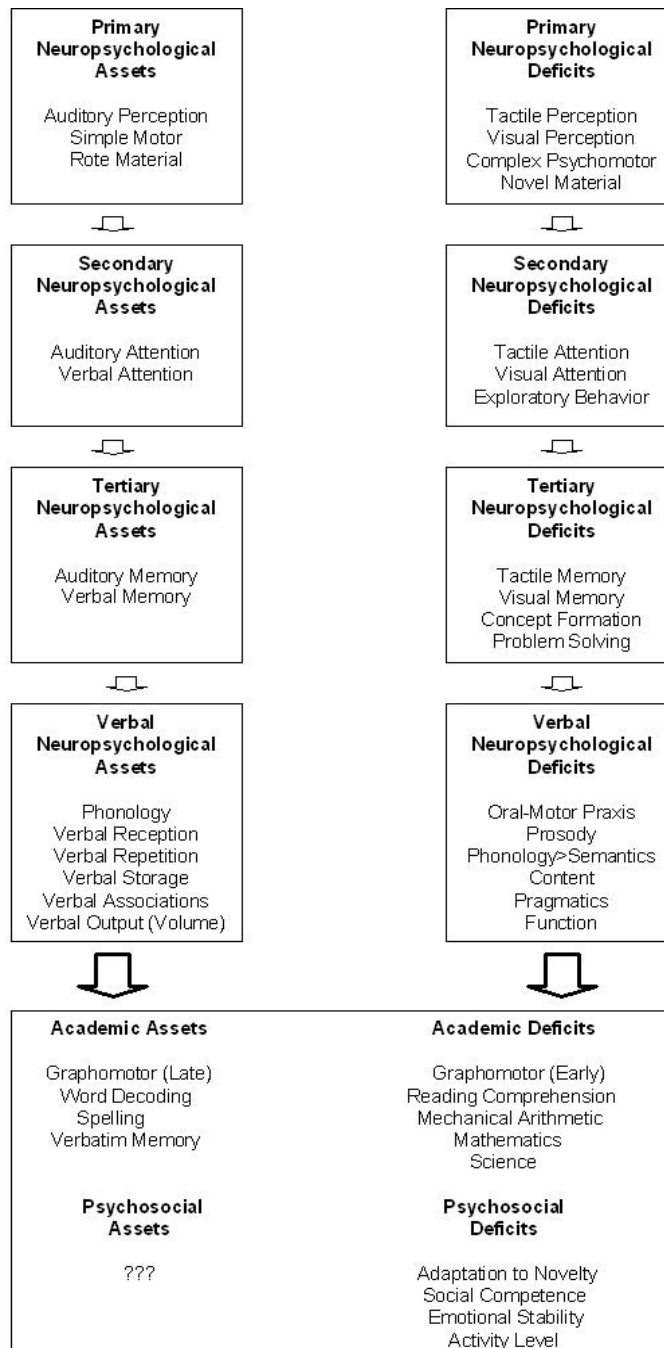 Primary
Neuropsychological
Assets
Auditory Perception
Simple Motor
Rote Material
Primary
Neuropsychological
Deficits
Tactile Perception
Visual Perception
Complex Psychomotor
Novel Material
Secondary
Neuropsychological
Assets
Auditory Attention
Verbal Attention
Secondary
Neuropsychological
Deficits
Tactile Attention
Visual Attention
Exploratory Behavior
Tertiary
Neuropsychological
Assets
Auditory Memory
Verbal Memory
Tertiary
Neuropsychological
Deficits
Tactile Memory
Visual Memory
Concept Formation
Problem Solving
Verbal
Neuropsychological
Assets
Phonology
Verbal Reception
Verbal Repetition
Verbal Storage
Verbal Associations
Verbal Output (Volume)
Verbal
Neuropsychological
Deficits
Oral-Motor Praxis
Prosody
Phonology>Semantics
Content
Pragmatics
Function
Academic Assets
Graphomotor (Late)
Word Decoding
Spelling
Verbatim Memory
Academic Deficits
Graphomotor (Early)
Reading Comprehension
Mechanical Arithmetic
Mathematics
Science
Psychosocial
Assets
???
Psychosocial
Deficits
Adaptation to Novelty
Social Competence
Emotional Stability
Activity Level